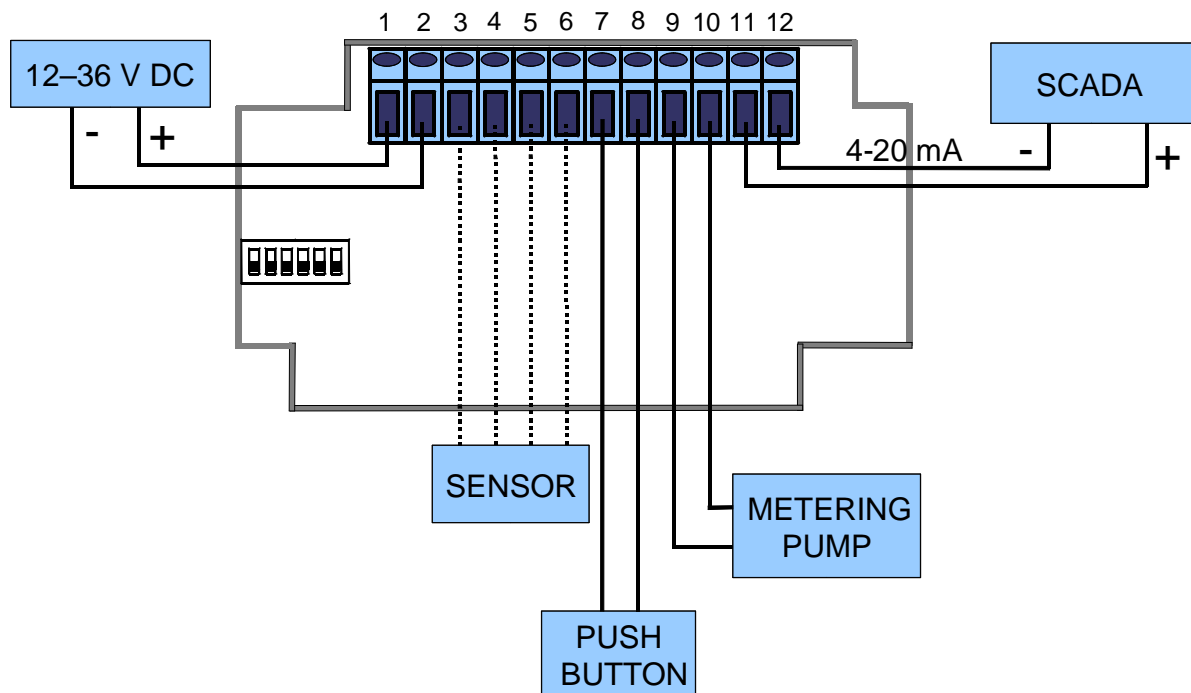 1 2 3 4 5 6 7 8 9 10 11 12
12–36 V DC
SCADA
- +
4-20 mA - +
SENSOR
METERING
PUMP
PUSH
BUTTON